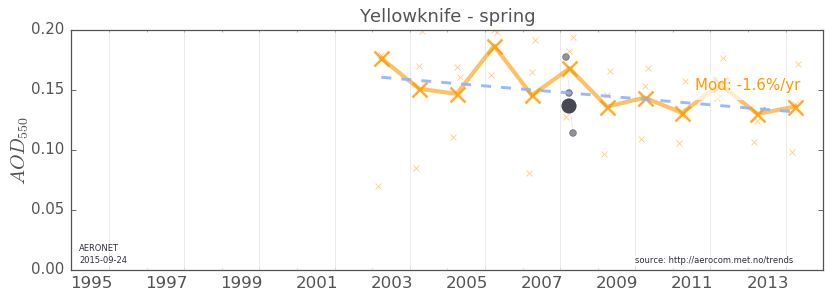 Yellowknife - spring
0.20
0.15
0.10
0.05
0.00
AOD550
Mod: -1.6%/yr
AERONET
2015-09-24
source: http://aerocom.met.no/trends
1995 1997 1999 2001 2003 2005 2007 2009 2011 2013